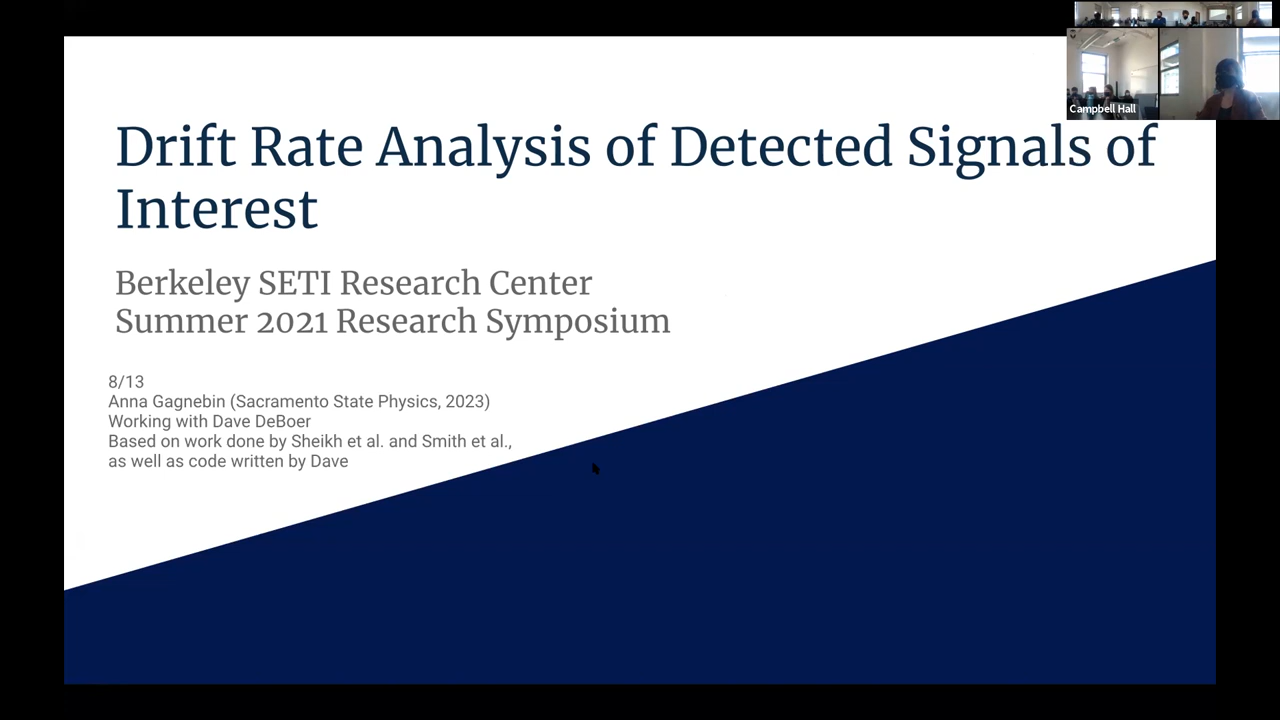 Campbell Hall
Drift Rate Analysis of Detected Signals of
Interest
Berkeley SETI Research Center
Summer 2021 Research Symposium
8/13
Anna Gagnebin (Sacramento State Physics, 2023)
Working with Dave DeBoer
Based on work done by Sheikh et al. and Smith et al.,
as well as code written by Dave